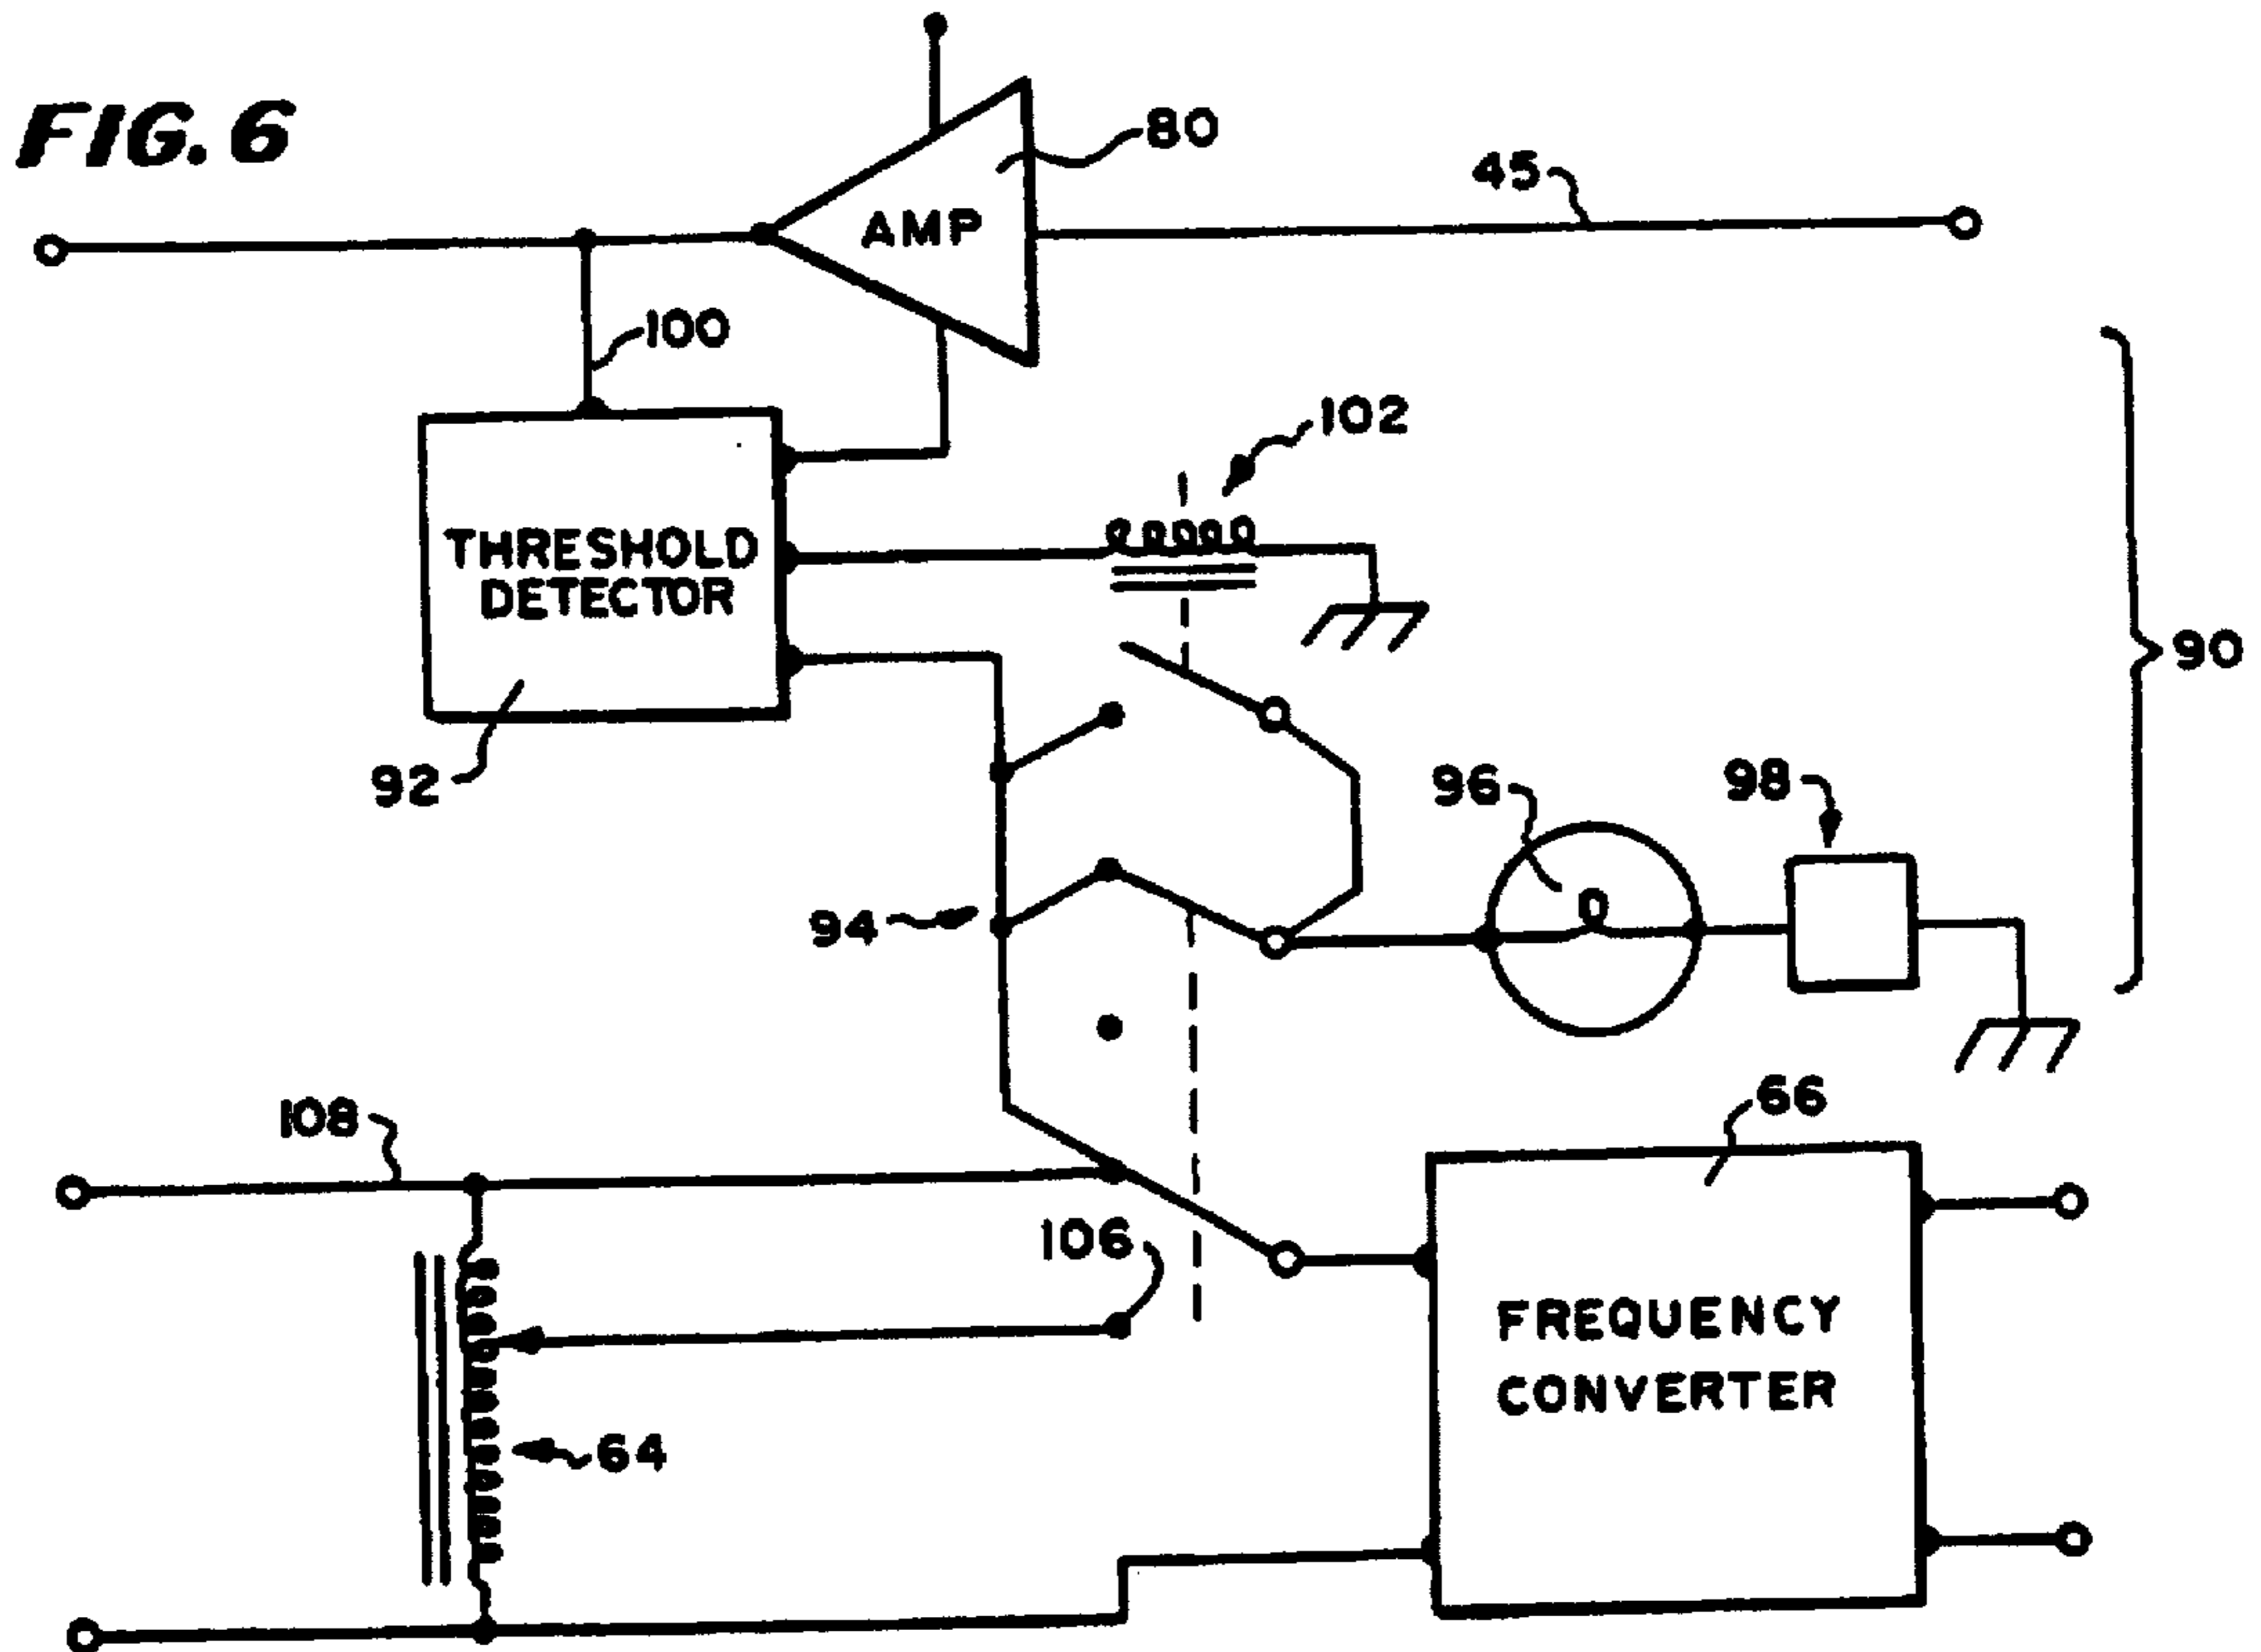 FIG. 6
80
AMP
45
100
102
THRESHOLD
DETECTOR
90
92
96
98
94
108
66
106
FREQUENCY
CONVERTER
64